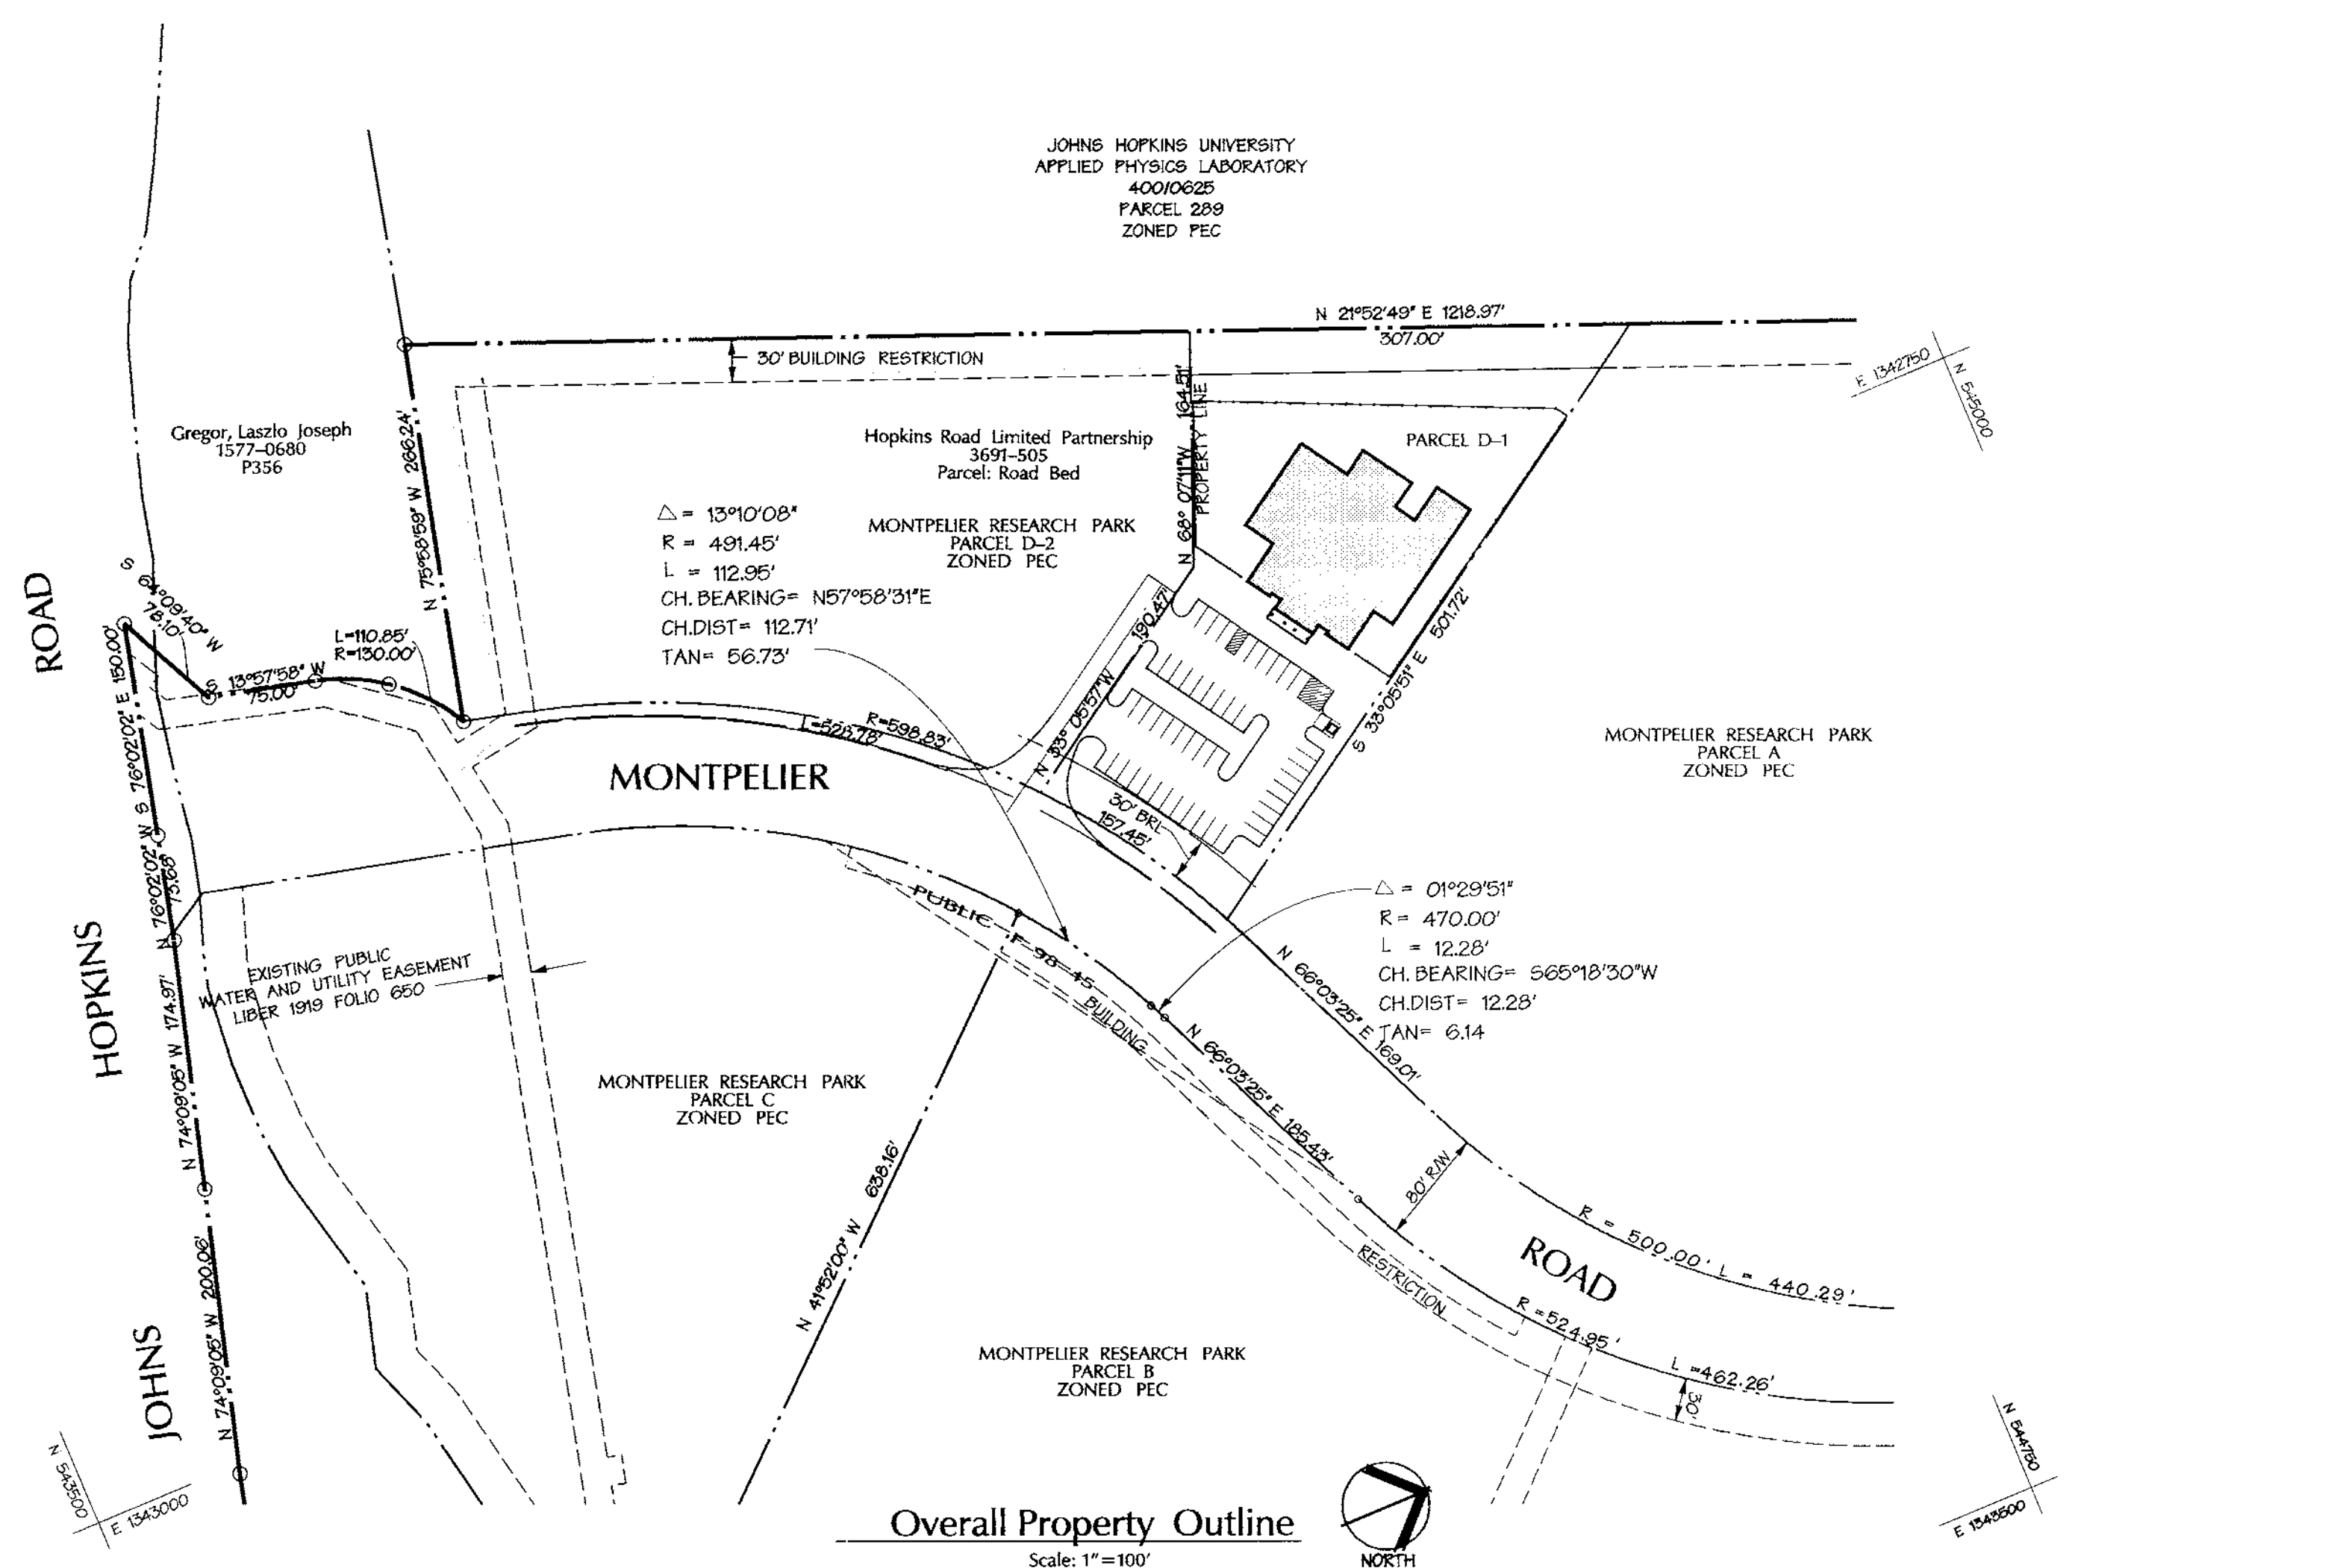 JOHNS HOPKINS UNIVERSITY
APPLIED PHYSICS LABORATORY
400/0625
PARCEL 289
ZONED PEC
N 21°52'49" E 1218.97'
307.00'
30' BUILDING RESTRICTION
E 1342750
N 545000
Gregor, Laszlo Joseph
1577-0680
P356
N 75°58'59" W 266.24'
Hopkins Road Limited Partnership
3691-505
Parcel: Road Bed
MONTPELIER RESEARCH PARK
PARCEL D-2
ZONED PEC
N 68° 07'11"W 164.51'
PROPERTY LINE
PARCEL D-1
△= 13°10'08"
R = 491.45'
L = 112.95'
CH. BEARING= N57°58'31"E
CH.DIST= 112.71'
TAN= 56.73'
S 64°09'40" W
78.10'
S 13°57'58" W
75.00'
L=110.85'
R=130.00'
S 76°02'02" E 150.00'
N 76°02'02" W
73.68'
N 74°09'05" W 174.97'
N 74°09'05" W 200.06'
JOHNS HOPKINS ROAD
R=598.83'
L=528.78'
N 33° 05'57"W 190.47'
S 33°05'51" E 501.72'
30' BRL
157.45'
MONTPELIER RESEARCH PARK
PARCEL A
ZONED PEC
MONTPELIER
△ = 01°29'51"
R = 470.00'
L = 12.28'
CH. BEARING= S65°18'30"W
CH.DIST= 12.28'
TAN= 6.14
N 66°03'25" E 169.01'
N 66°03'25" E 185.43'
PUBLIC
F-98-45
BUILDING
RESTRICTION
EXISTING PUBLIC
WATER AND UTILITY EASEMENT
LIBER 1919 FOLIO 650
MONTPELIER RESEARCH PARK
PARCEL C
ZONED PEC
N 41°52'00" W 638.16'
80' R/W
ROAD
R = 500.00' L = 440.29'
R =524.95'
L =462.26'
30'
MONTPELIER RESEARCH PARK
PARCEL B
ZONED PEC
N 543500
E 1343000
N 544750
E 1343500
Overall Property Outline
Scale: 1"=100'
NORTH